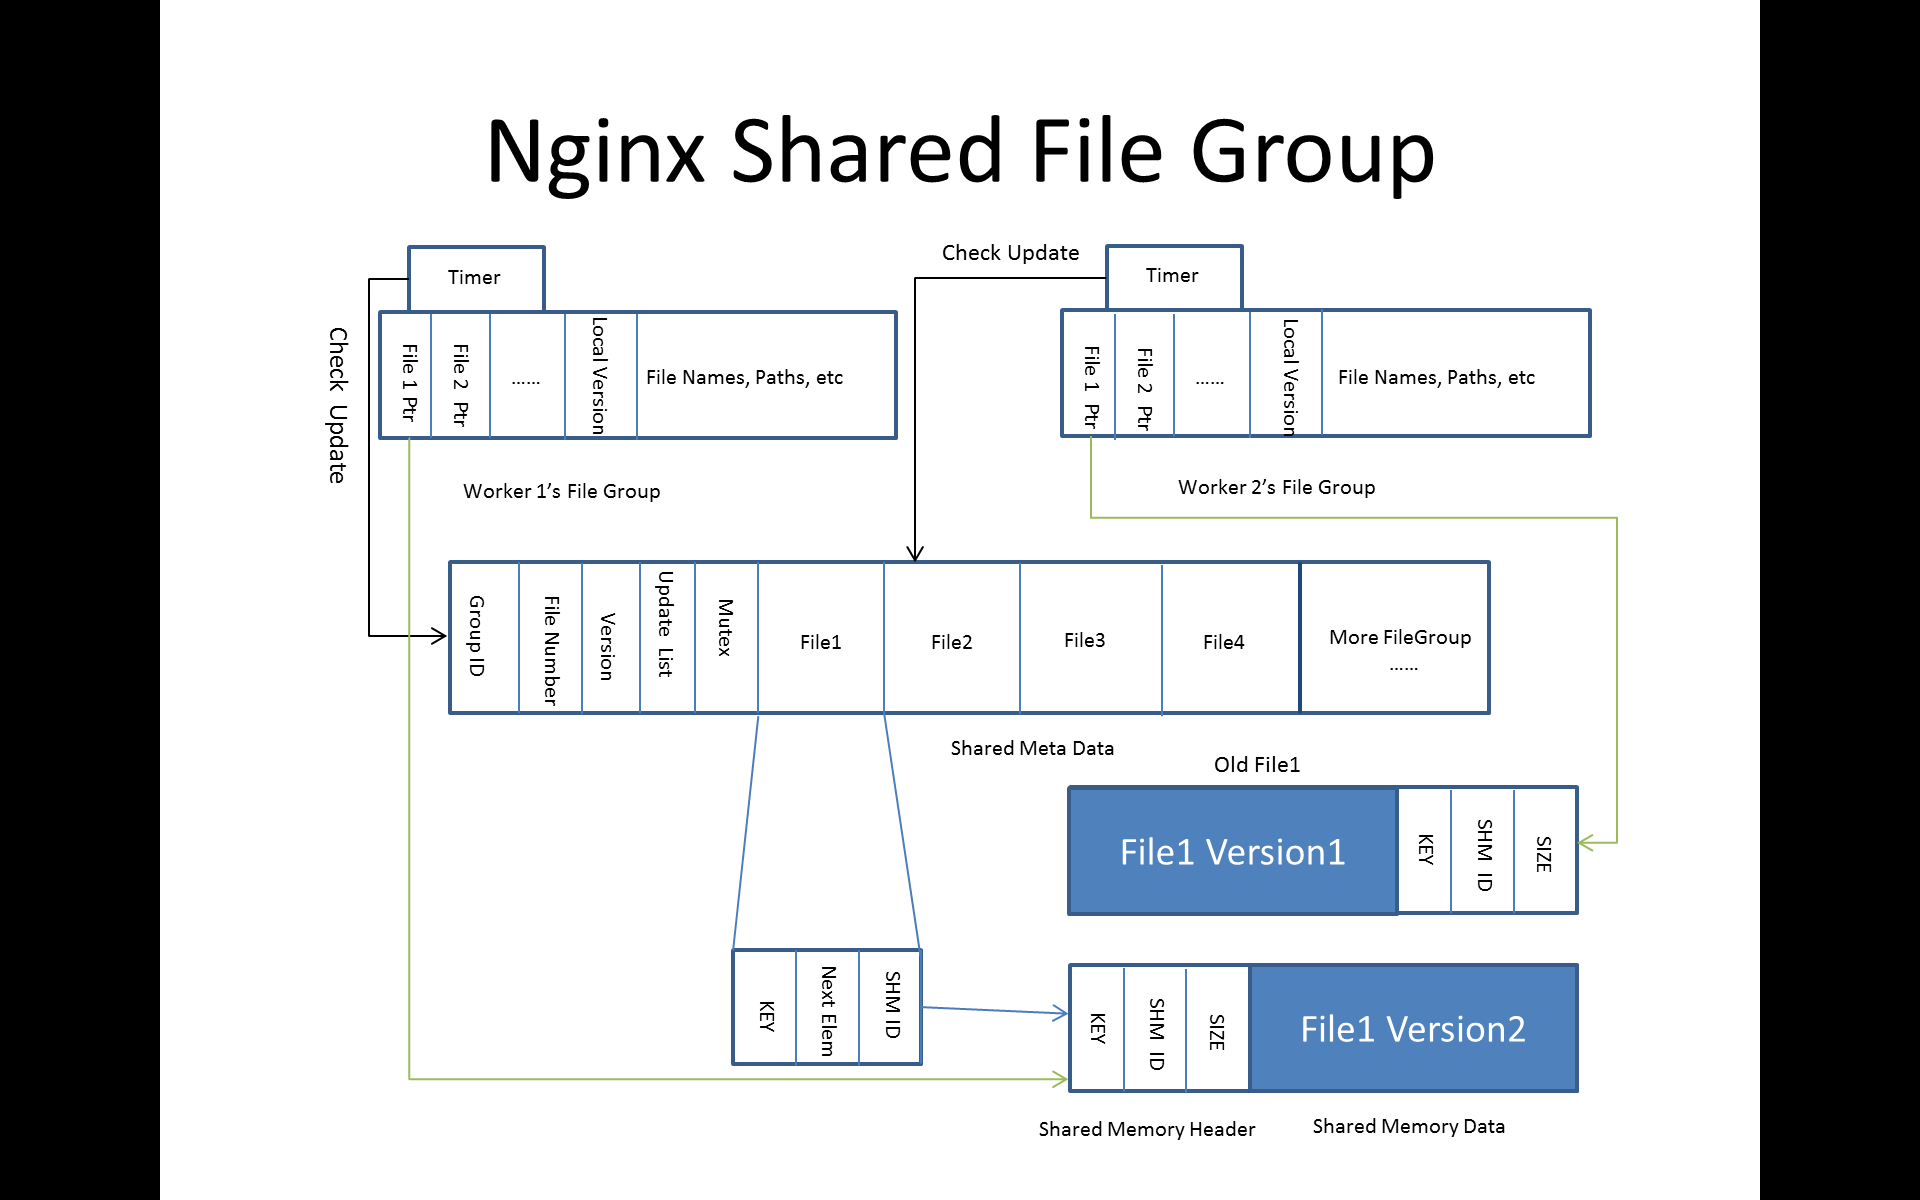 Nginx Shared File Group
Check Update
Timer
Timer
Check Update
File 1 Ptr
File 2 Ptr
......
Local Version
File Names, Paths, etc
File 1 Ptr
File 2 Ptr
......
Local Version
File Names, Paths, etc
Worker 1’s File Group
Worker 2’s File Group
Group ID
File Number
Version
Update List
Mutex
File1
File2
File3
File4
More FileGroup
......
Shared Meta Data
Old File1
File1 Version1
KEY
SHM ID
SIZE
KEY
Next Elem
SHM ID
KEY
SHM ID
SIZE
File1 Version2
Shared Memory Header
Shared Memory Data